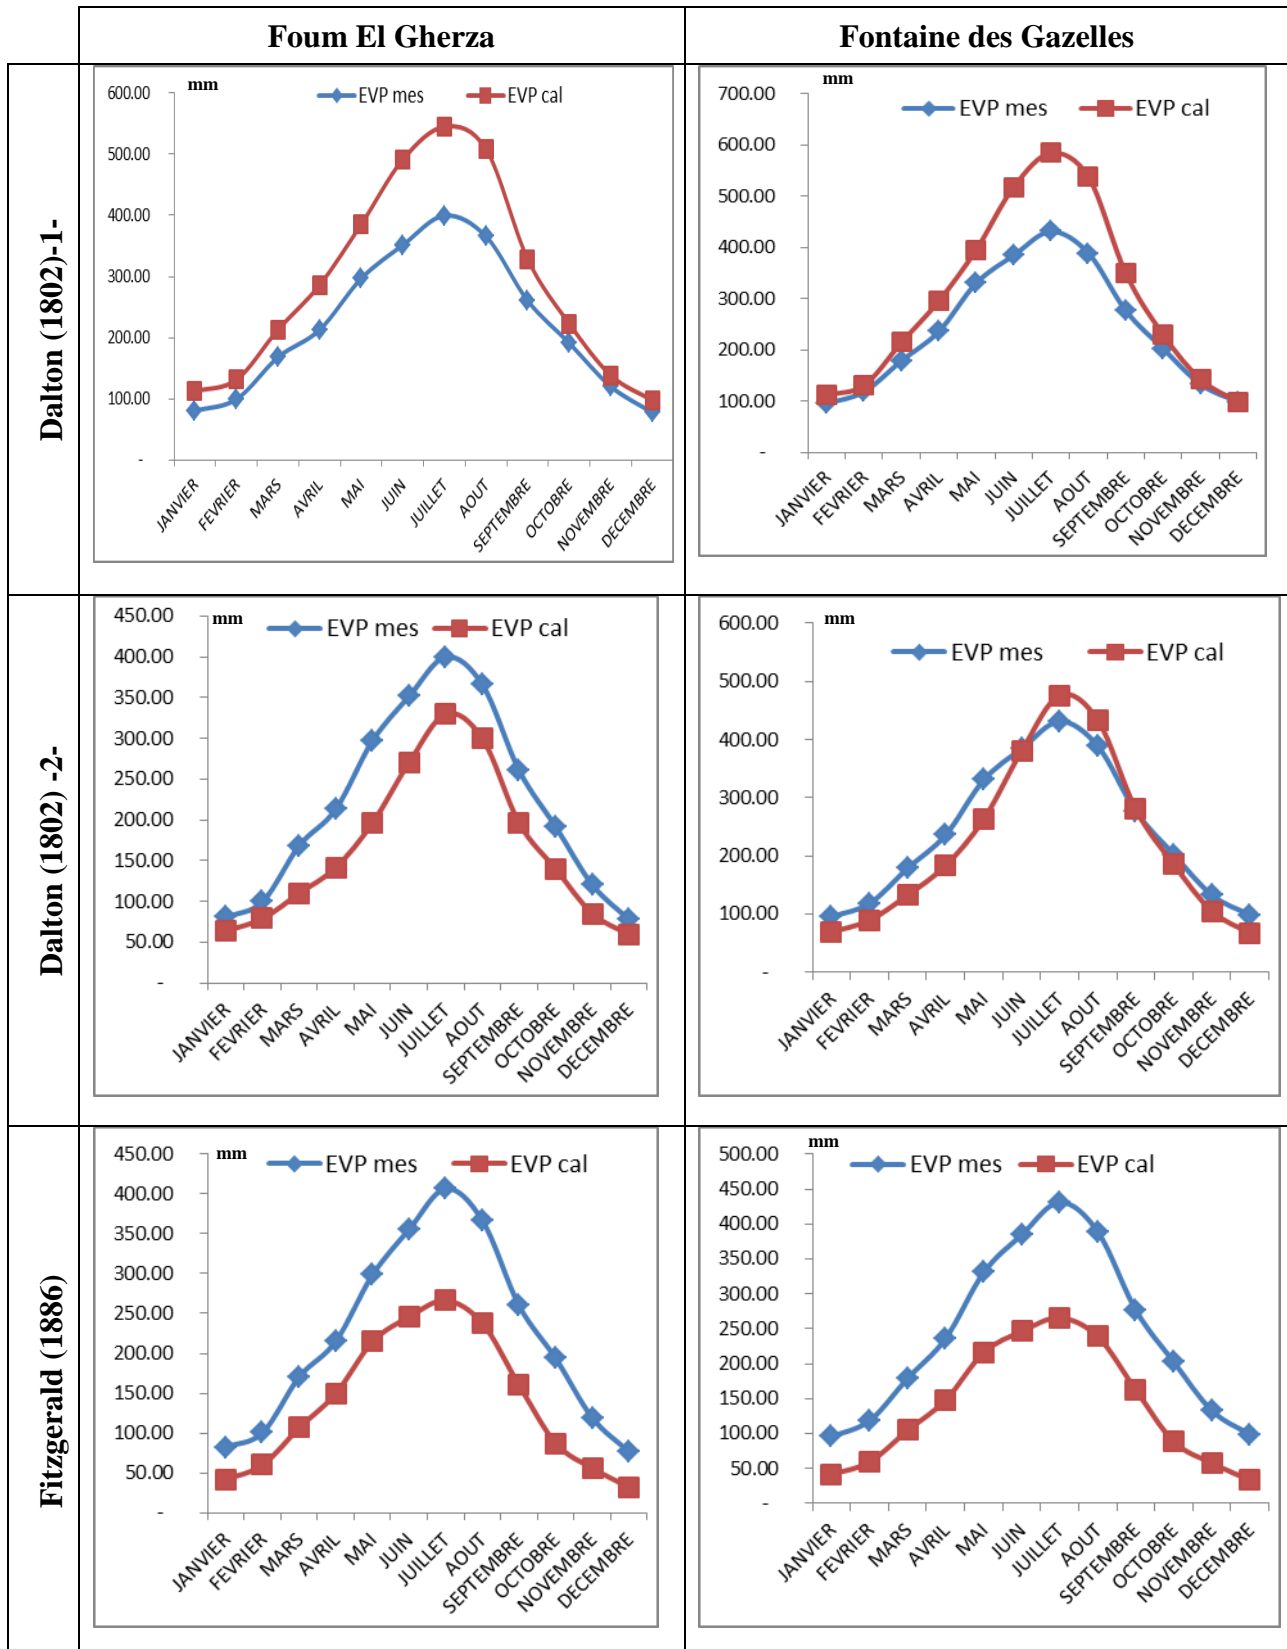 Foum El Gherza
Fontaine des Gazelles
Dalton (1802)-1-
mm
EVP mes
EVP cal
600.00
500.00
400.00
300.00
200.00
100.00
-
JANVIER
FEVRIER
MARS
AVRIL
MAI
JUIN
JUILLET
AOUT
SEPTEMBRE
OCTOBRE
NOVEMBRE
DECEMBRE
mm
EVP mes
EVP cal
700.00
600.00
500.00
400.00
300.00
200.00
100.00
-
JANVIER
FEVRIER
MARS
AVRIL
MAI
JUIN
JUILLET
AOUT
SEPTEMBRE
OCTOBRE
NOVEMBRE
DECEMBRE
Dalton (1802) -2-
mm
EVP mes
EVP cal
450.00
400.00
350.00
300.00
250.00
200.00
150.00
100.00
50.00
-
JANVIER
FEVRIER
MARS
AVRIL
MAI
JUIN
JUILLET
AOUT
SEPTEMBRE
OCTOBRE
NOVEMBRE
DECEMBRE
mm
EVP mes
EVP cal
600.00
500.00
400.00
300.00
200.00
100.00
-
JANVIER
FEVRIER
MARS
AVRIL
MAI
JUIN
JUILLET
AOUT
SEPTEMBRE
OCTOBRE
NOVEMBRE
DECEMBRE
Fitzgerald (1886)
mm
EVP mes
EVP cal
450.00
400.00
350.00
300.00
250.00
200.00
150.00
100.00
50.00
-
JANVIER
FEVRIER
MARS
AVRIL
MAI
JUIN
JUILLET
AOUT
SEPTEMBRE
OCTOBRE
NOVEMBRE
DECEMBRE
mm
EVP mes
EVP cal
500.00
450.00
400.00
350.00
300.00
250.00
200.00
150.00
100.00
50.00
-
JANVIER
FEVRIER
MARS
AVRIL
MAI
JUIN
JUILLET
AOUT
SEPTEMBRE
OCTOBRE
NOVEMBRE
DECEMBRE